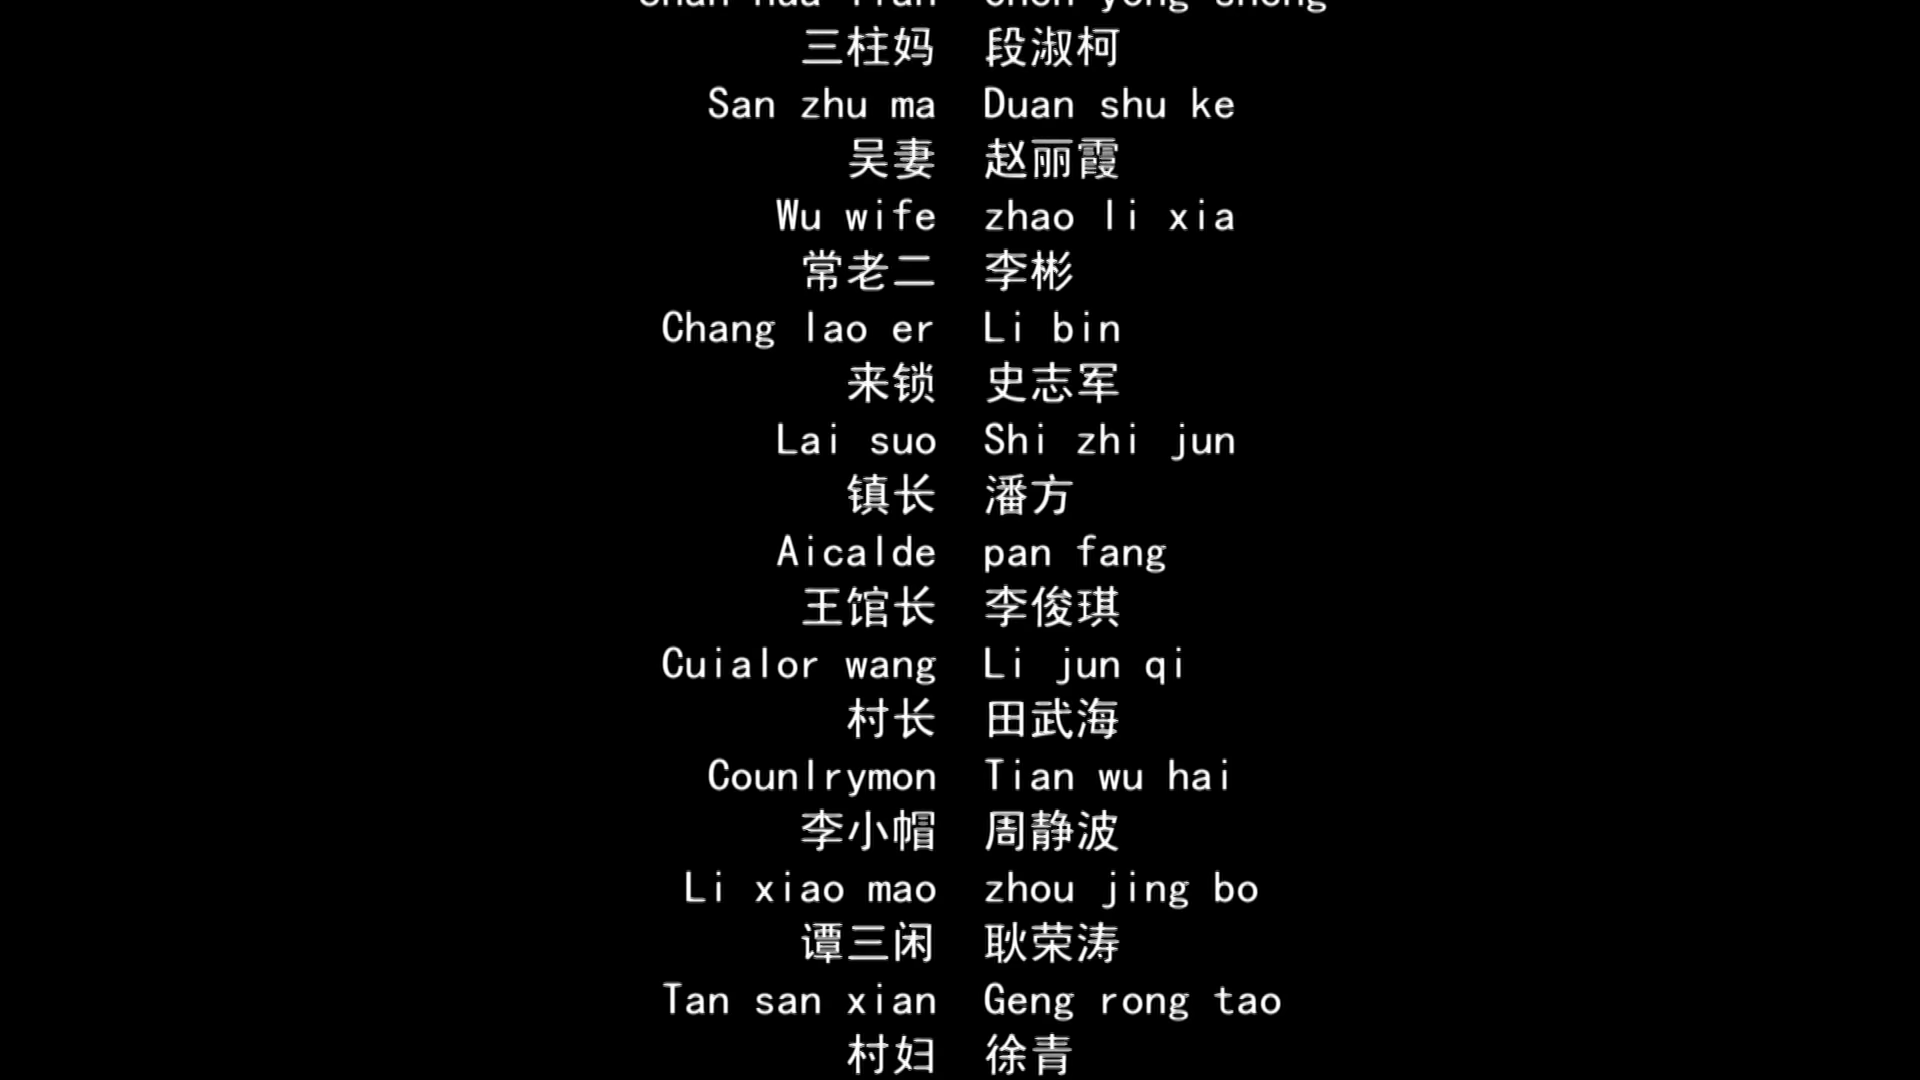 三柱妈 段淑柯
San zhu ma Duan shu ke
吴妻 赵丽霞
Wu wife zhao li xia
常老二 李彬
Chang lao er Li bin
来锁 史志军
Lai suo Shi zhi jun
镇长 潘方
Aicalde pan fang
王馆长 李俊琪
Cuialor wang Li jun qi
村长 田武海
Counlrymon Tian wu hai
李小帽 周静波
Li xiao mao zhou jing bo
谭三闲 耿荣涛
Tan san xian Geng rong tao
村妇 徐青